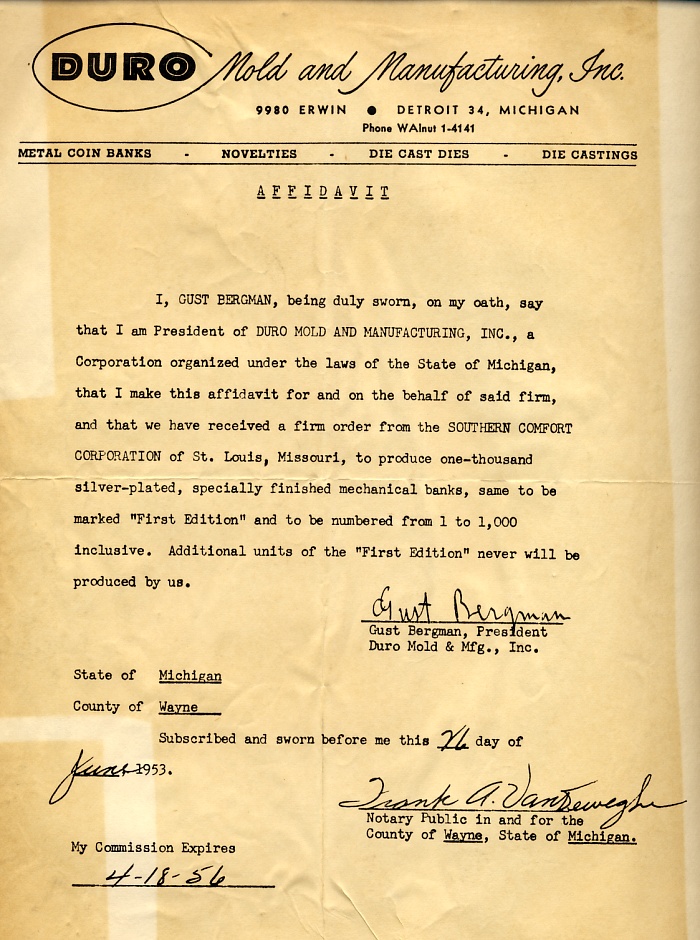 DURO Mold and Manufacturing, Inc.
9980 ERWIN ● DETROIT 34, MICHIGAN
Phone WAlnut 1-4141
METAL COIN BANKS - NOVELTIES - DIE CAST DIES - DIE CASTINGS
AFFIDAVIT
I, GUST BERGMAN, being duly sworn, on my oath, say
that I am President of DURO MOLD AND MANUFACTURING, INC., a
Corporation organized under the laws of the State of Michigan,
that I make this affidavit for and on the behalf of said firm,
and that we have received a firm order from the SOUTHERN COMFORT
CORPORATION of St. Louis, Missouri, to produce one-thousand
silver-plated, specially finished mechanical banks, same to be
marked "First Edition" and to be numbered from 1 to 1,000
inclusive. Additional units of the "First Edition" never will be
produced by us.
Gust Bergman
Gust Bergman, President
Duro Mold & Mfg., Inc.
State of Michigan
County of Wayne
Subscribed and sworn before me this 26 day of
June 1953.
Frank A. VanDeweghe
Notary Public in and for the
County of Wayne, State of Michigan.
My Commission Expires
4-18-56